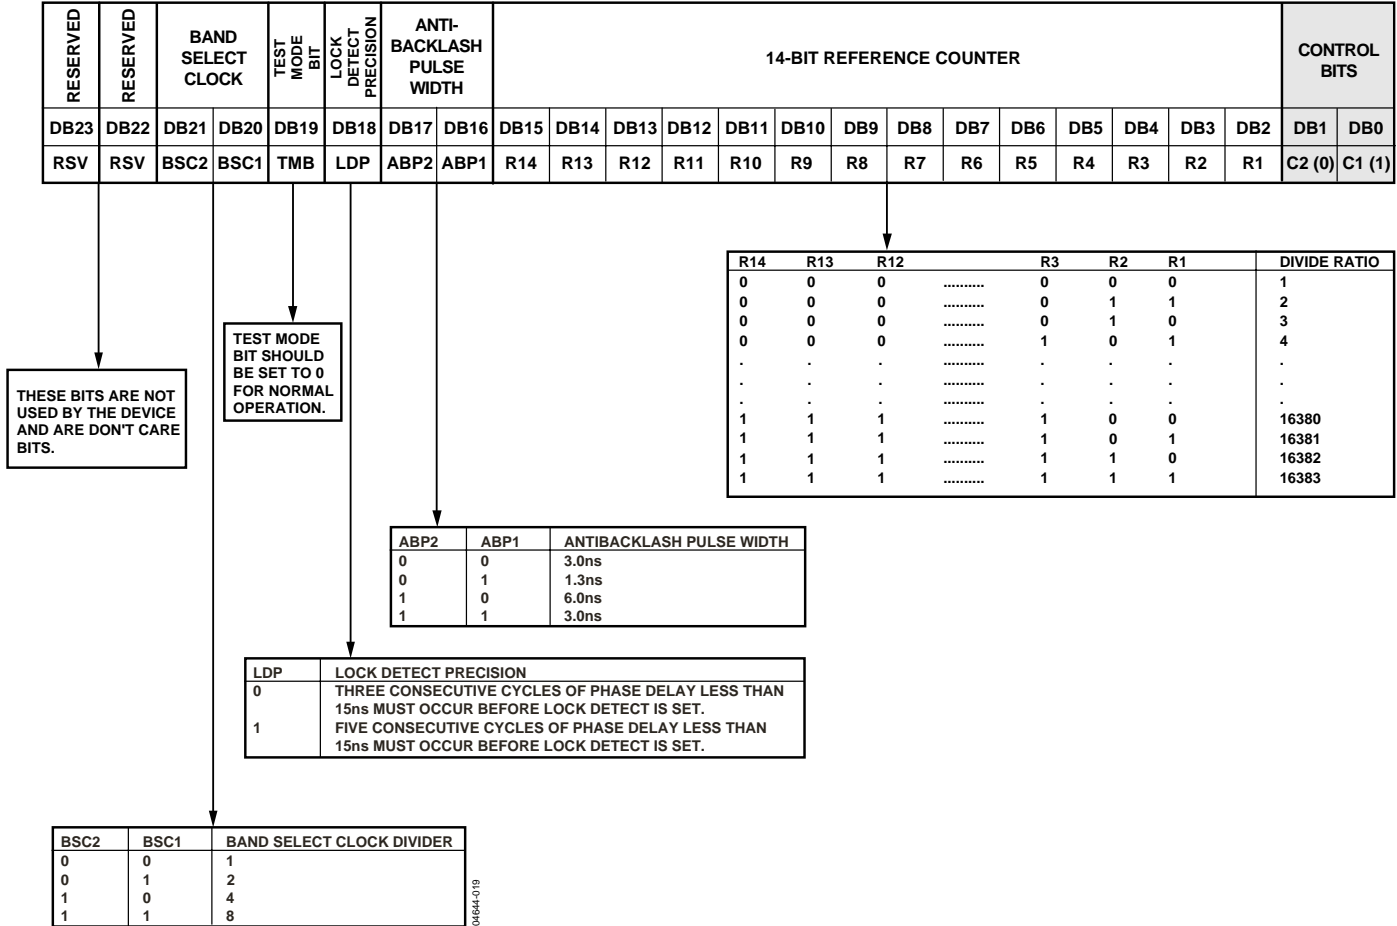 RESERVED RESERVED BAND SELECT CLOCK TEST MODE BIT LOCK DETECT PRECISION ANTI-BACKLASH PULSE WIDTH 14-BIT REFERENCE COUNTER CONTROL BITS
DB23 DB22 DB21 DB20 DB19 DB18 DB17 DB16 DB15 DB14 DB13 DB12 DB11 DB10 DB9 DB8 DB7 DB6 DB5 DB4 DB3 DB2 DB1 DB0
RSV RSV BSC2 BSC1 TMB LDP ABP2 ABP1 R14 R13 R12 R11 R10 R9 R8 R7 R6 R5 R4 R3 R2 R1 C2 (0) C1 (1)
R14 R13 R12 R3 R2 R1 DIVIDE RATIO
0 0 0 .......... 0 0 0 1
0 0 0 .......... 0 1 1 2
0 0 0 .......... 0 1 0 3
0 0 0 .......... 1 0 1 4
. . . .......... . . . .
. . . .......... . . . .
. . . .......... . . . .
1 1 1 .......... 1 0 0 16380
1 1 1 .......... 1 0 1 16381
1 1 1 .......... 1 1 0 16382
1 1 1 .......... 1 1 1 16383
TEST MODE
BIT SHOULD
BE SET TO 0
FOR NORMAL
OPERATION.
THESE BITS ARE NOT
USED BY THE DEVICE
AND ARE DON'T CARE
BITS.
ABP2 ABP1 ANTIBACKLASH PULSE WIDTH
0 0 3.0ns
0 1 1.3ns
1 0 6.0ns
1 1 3.0ns
LDP LOCK DETECT PRECISION
0 THREE CONSECUTIVE CYCLES OF PHASE DELAY LESS THAN
15ns MUST OCCUR BEFORE LOCK DETECT IS SET.
1 FIVE CONSECUTIVE CYCLES OF PHASE DELAY LESS THAN
15ns MUST OCCUR BEFORE LOCK DETECT IS SET.
BSC2 BSC1 BAND SELECT CLOCK DIVIDER
0 0 1
0 1 2
1 0 4
1 1 8
04644-019